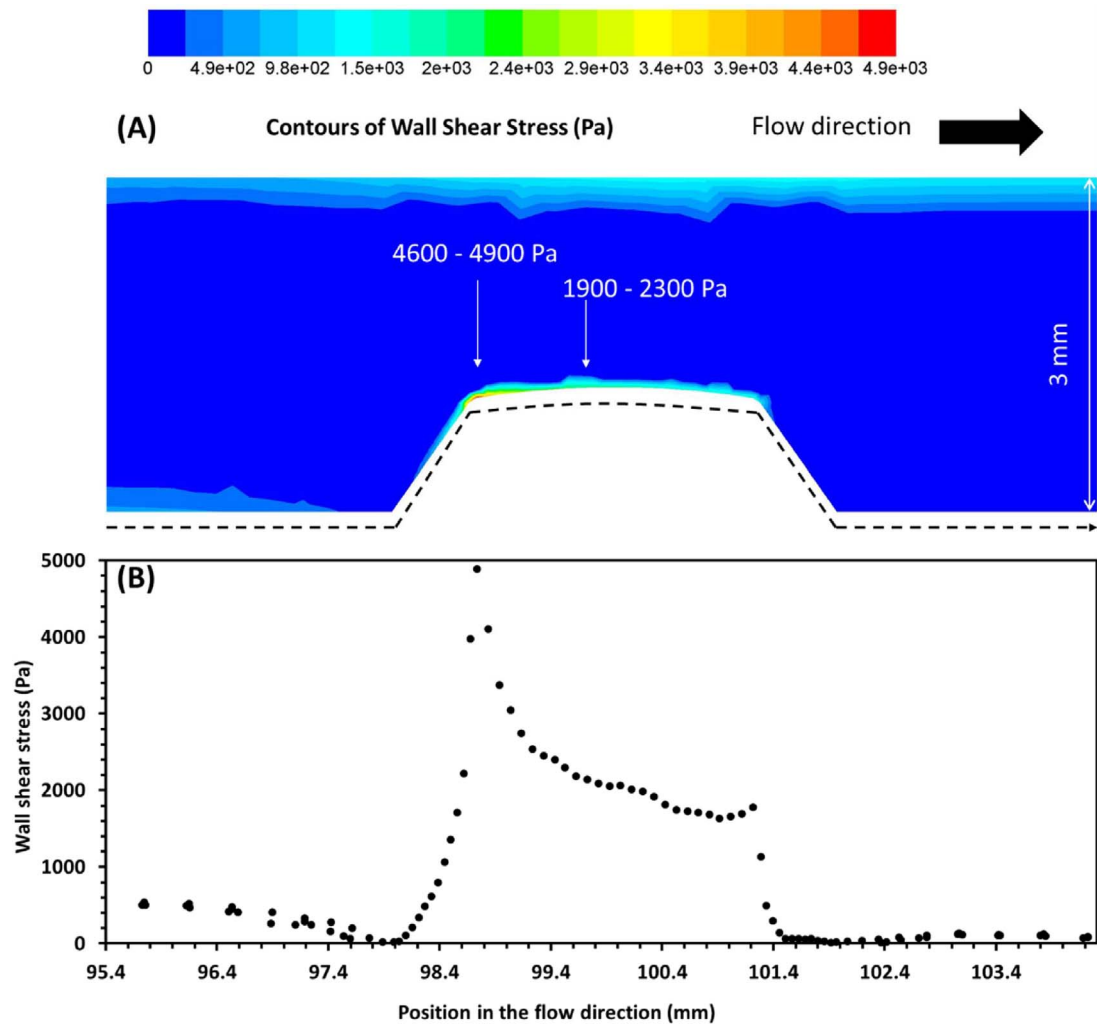 0 4.9e+02 9.8e+02 1.5e+03 2e+03 2.4e+03 2.9e+03 3.4e+03 3.9e+03 4.4e+03 4.9e+03
(A) Contours of Wall Shear Stress (Pa) Flow direction
4600 - 4900 Pa
1900 - 2300 Pa
3 mm
(B)
5000
4000
3000
2000
1000
0
Wall shear stress (Pa)
95.4 96.4 97.4 98.4 99.4 100.4 101.4 102.4 103.4
Position in the flow direction (mm)